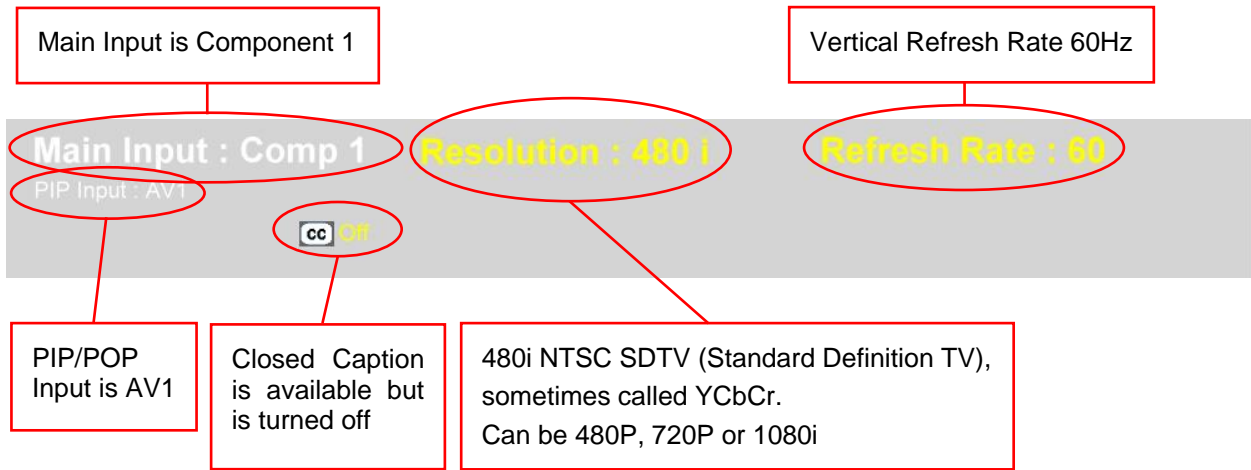 Main Input is Component 1
Vertical Refresh Rate 60Hz
Main Input : Comp 1
Resolution : 480 i
Refresh Rate : 60
PIP Input : AV1
cc Off
PIP/POP
Input is AV1
Closed Caption
is available but
is turned off
480i NTSC SDTV (Standard Definition TV),
sometimes called YCbCr.
Can be 480P, 720P or 1080i